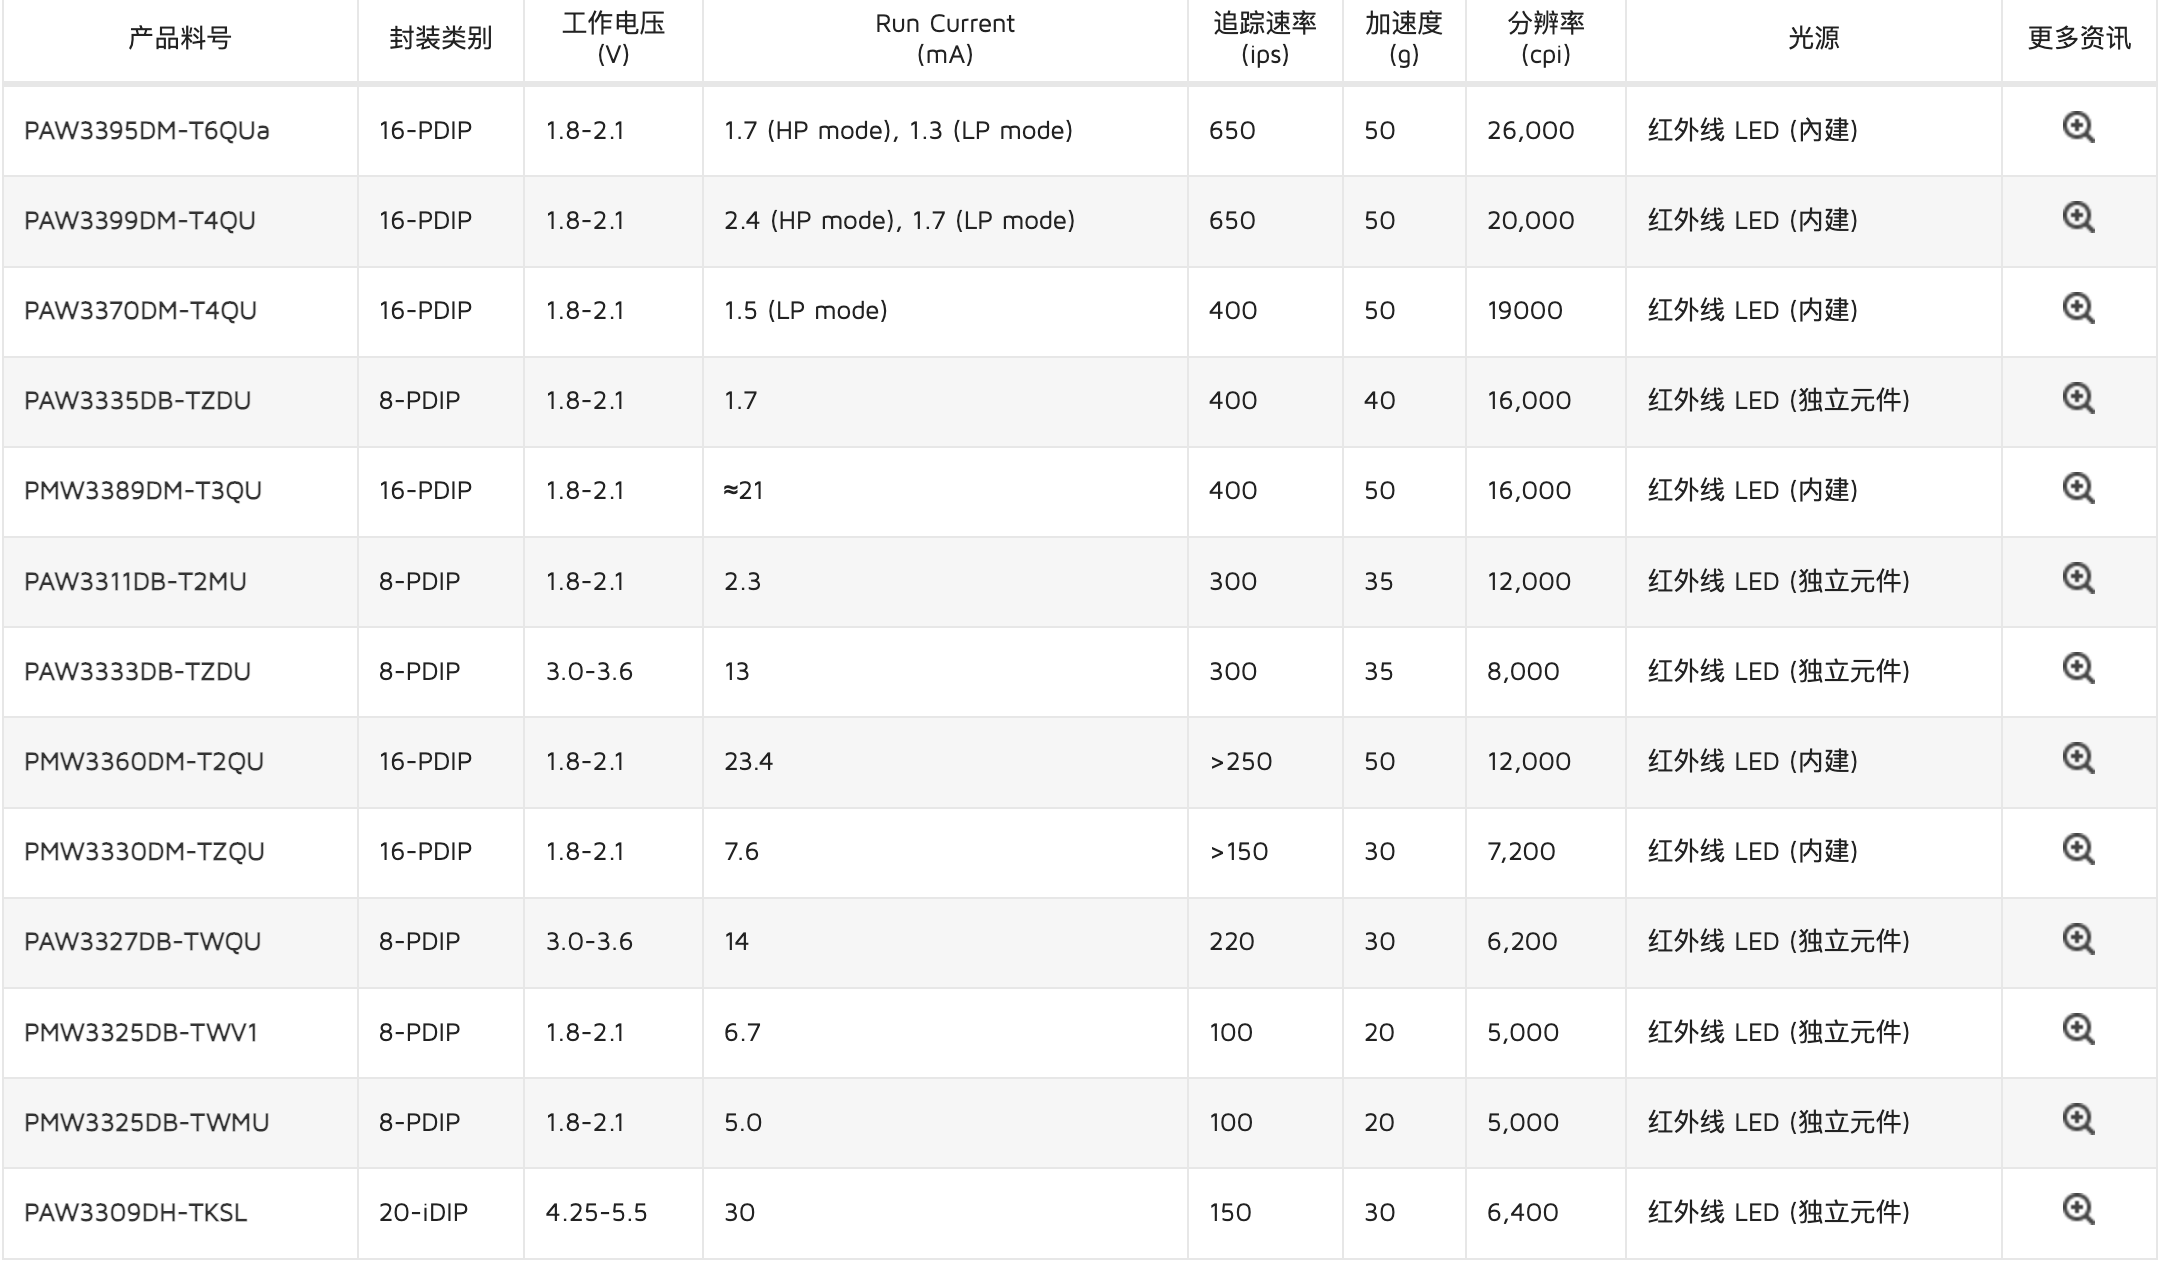 产品料号 封装类别 工作电压 (V) Run Current (mA) 追踪速率 (ips) 加速度 (g) 分辨率 (cpi) 光源 更多资讯
PAW3395DM-T6QUa 16-PDIP 1.8-2.1 1.7 (HP mode), 1.3 (LP mode) 650 50 26,000 红外线 LED (內建)
PAW3399DM-T4QU 16-PDIP 1.8-2.1 2.4 (HP mode), 1.7 (LP mode) 650 50 20,000 红外线 LED (内建)
PAW3370DM-T4QU 16-PDIP 1.8-2.1 1.5 (LP mode) 400 50 19000 红外线 LED (内建)
PAW3335DB-TZDU 8-PDIP 1.8-2.1 1.7 400 40 16,000 红外线 LED (独立元件)
PMW3389DM-T3QU 16-PDIP 1.8-2.1 ≈21 400 50 16,000 红外线 LED (内建)
PAW3311DB-T2MU 8-PDIP 1.8-2.1 2.3 300 35 12,000 红外线 LED (独立元件)
PAW3333DB-TZDU 8-PDIP 3.0-3.6 13 300 35 8,000 红外线 LED (独立元件)
PMW3360DM-T2QU 16-PDIP 1.8-2.1 23.4 >250 50 12,000 红外线 LED (内建)
PMW3330DM-TZQU 16-PDIP 1.8-2.1 7.6 >150 30 7,200 红外线 LED (内建)
PAW3327DB-TWQU 8-PDIP 3.0-3.6 14 220 30 6,200 红外线 LED (独立元件)
PMW3325DB-TWV1 8-PDIP 1.8-2.1 6.7 100 20 5,000 红外线 LED (独立元件)
PMW3325DB-TWMU 8-PDIP 1.8-2.1 5.0 100 20 5,000 红外线 LED (独立元件)
PAW3309DH-TKSL 20-iDIP 4.25-5.5 30 150 30 6,400 红外线 LED (独立元件)